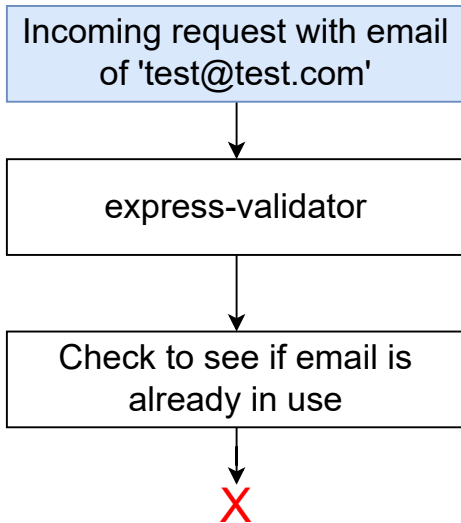 Incoming request with email
of 'test@test.com'
express-validator
Check to see if email is
already in use
X